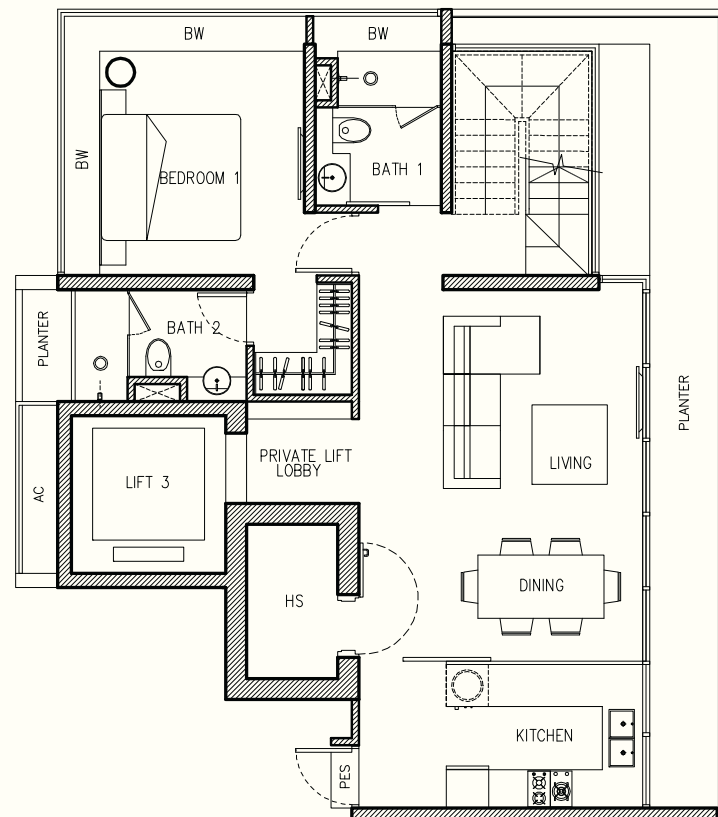 BW
BW
BW
BEDROOM 1
BATH 1
PLANTER
BATH 2
PLANTER
AC
LIFT 3
PRIVATE LIFT
LOBBY
LIVING
HS
DINING
KITCHEN
PES